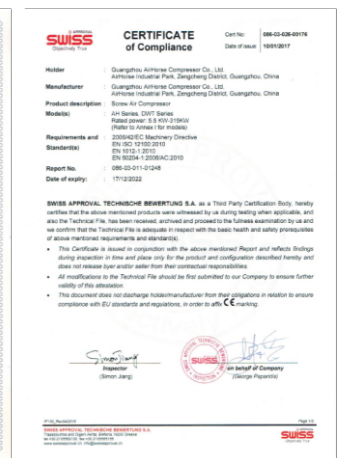 SWISS
APPROVAL
Objectively True
CERTIFICATE
of Compliance
Cert No: 086-03-026-00176
Date of issue 10/01/2017
Holder : Guangzhou AirHorse Compressor Co., Ltd.
AirHorse Industrial Park, Zengcheng District, Guangzhou, China
Manufacturer : Guangzhou AirHorse Compressor Co., Ltd.
AirHorse Industrial Park, Zengcheng District, Guangzhou, China
Product description : Screw Air Compressor
Model(s) : AH Series, DWT Series
Rated power: 5.5 KW-315KW
(Refer to Annex I for models)
Requirements and : 2006/42/EC Machinery Directive
Standard(s) EN ISO 12100:2010
EN 1012-1:2010
EN 60204-1:2006/AC:2010
Report No. : 086-03-011-01248
Date of expiry: : 17/12/2022
SWISS APPROVAL TECHNISCHE BEWERTUNG S.A. as a Third Party Certification Body, hereby
certifies that the above mentioned products were witnessed by us during testing when applicable, and
also the Technical File, has been received, archived and proceed to the fullness examination by us and
we confirm that the Technical File is adequate in respect with the basic health and safety prerequisites
of above mentioned requirements and standard(s).
• This Certificate is issued in conjunction with the above mentioned Report and reflects findings
during inspection in time and place only for the product and configuration described hereby and
does not release byer and/or seller from their contractual responsibilities.
• All modifications to the Technical File should be first submitted to our Company to ensure further
validity of this attestation.
• This document does not discharge holder/manufacturer from their obligations in relation to ensure
compliance with EU standards and regulations, in order to affix CE marking.
Inspector
(Simon Jiang)
SWISS
on behalf of Company
(George Papantis)
Page 1/2
SWISS APPROVAL TECHNISCHE BEWERTUNG S.A.
SWISS